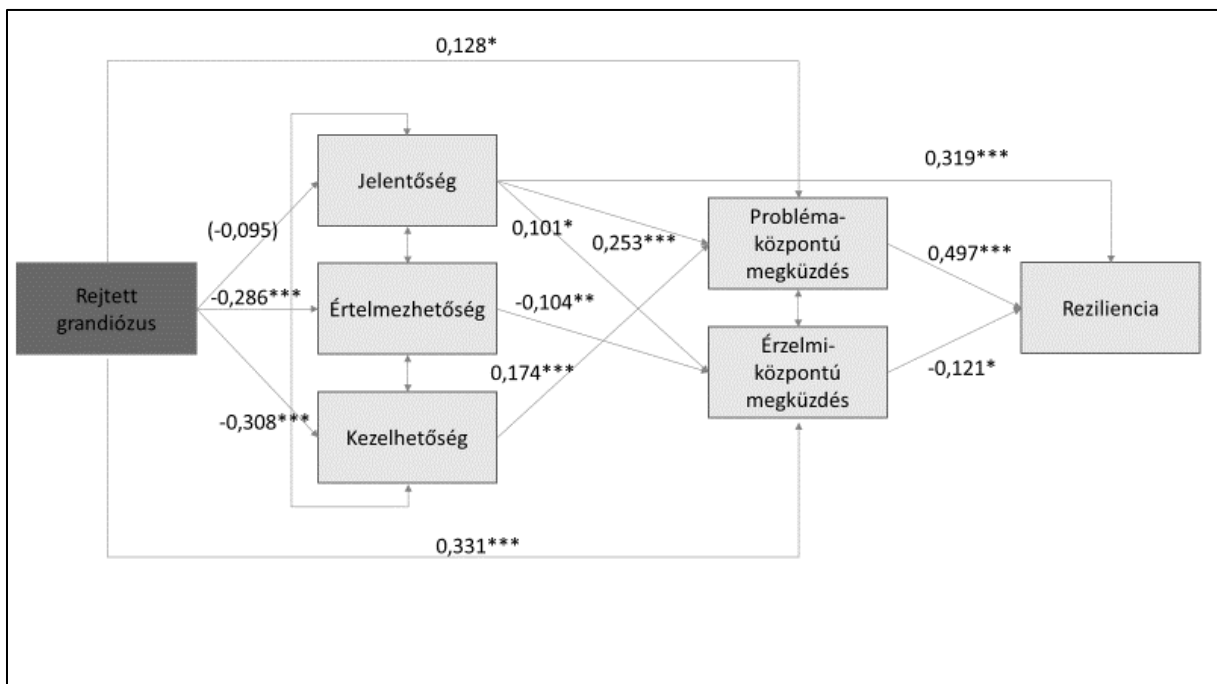 0,128*
Jelentőség
0,319***
(-0,095)
0,101*
0,253***
Probléma-
központú
megküzdés
0,497***
Rejtett
grandiózus
-0,286***
Értelmezhetőség
-0,104**
Reziliencia
0,174***
Érzelmi-
központú
megküzdés
-0,121*
-0,308***
Kezelhetőség
0,331***